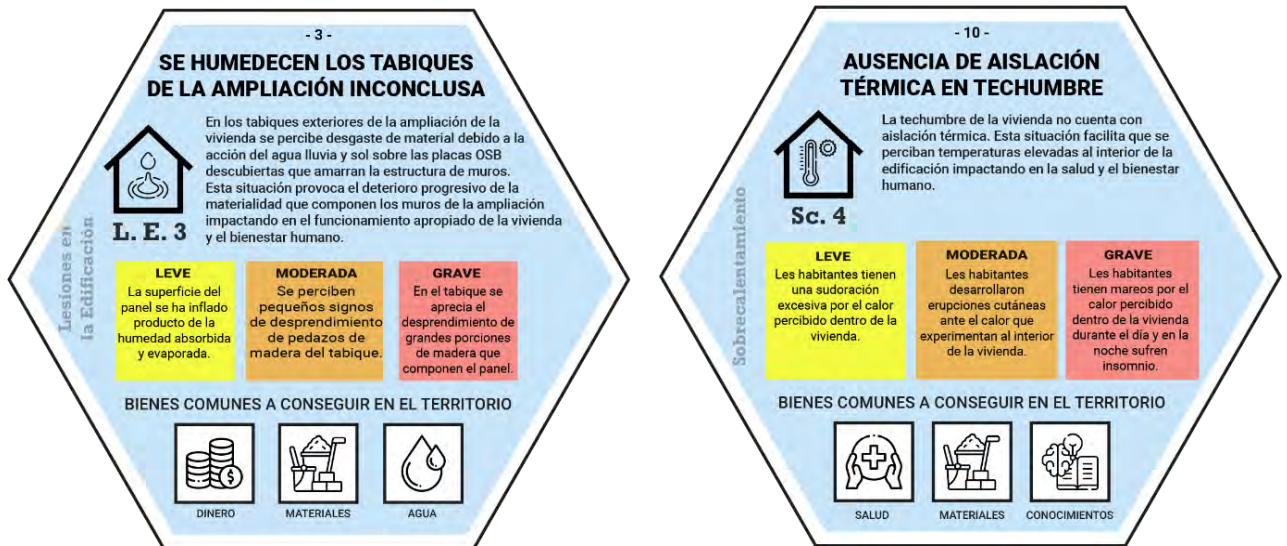 - 3 -
SE HUMEDECEN LOS TABIQUES
DE LA AMPLIACIÓN INCONCLUSA
En los tabiques exteriores de la ampliación de la
vivienda se percibe desgaste de material debido a la
acción del agua lluvia y sol sobre las placas OSB
descubiertas que amarran la estructura de muros.
Esta situación provoca el deterioro progresivo de la
materialidad que componen los muros de la ampliación
impactando en el funcionamiento apropiado de la vivienda
y el bienestar humano.
L. E. 3
Lesiones en
la Edificación
LEVE
La superficie del
panel se ha inflado
producto de la
humedad absorbida
y evaporada.
MODERADA
Se perciben
pequeños signos
de desprendimiento
de pedazos de
madera del tabique.
GRAVE
En el tabique se
aprecia el
desprendimiento de
grandes porciones
de madera que
componen el panel.
BIENES COMUNES A CONSEGUIR EN EL TERRITORIO
DINERO
MATERIALES
AGUA
- 10 -
AUSENCIA DE AISLACIÓN
TÉRMICA EN TECHUMBRE
La techumbre de la vivienda no cuenta con
aislación térmica. Esta situación facilita que se
perciban temperaturas elevadas al interior de la
edificación impactando en la salud y el bienestar
humano.
Sc. 4
Sobrecalentamiento
LEVE
Les habitantes tienen
una sudoración
excesiva por el calor
percibido dentro de la
vivienda.
MODERADA
Les habitantes
desarrollaron
erupciones cutáneas
ante el calor que
experimentan al interior
de la vivienda.
GRAVE
Les habitantes
tienen mareos por el
calor percibido
dentro de la vivienda
durante el día y en la
noche sufren
insomnio.
BIENES COMUNES A CONSEGUIR EN EL TERRITORIO
SALUD
MATERIALES
CONOCIMIENTOS